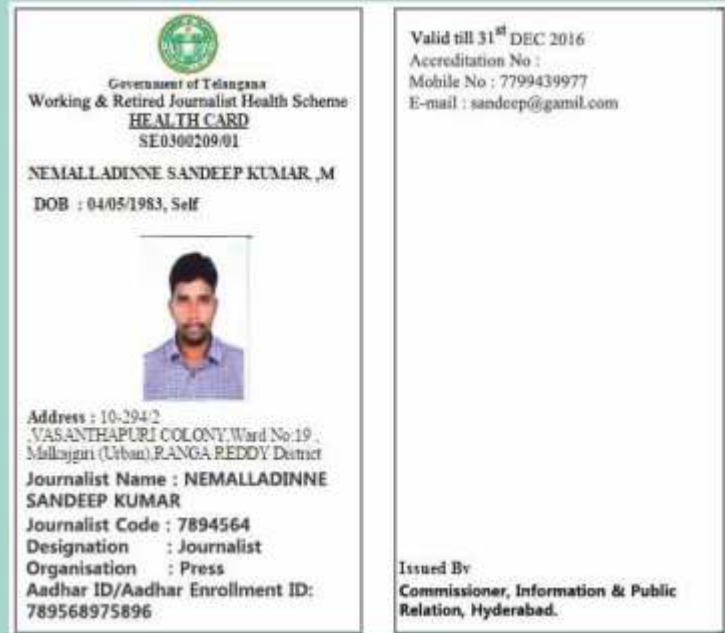 Government of Telangana
Working & Retired Journalist Health Scheme
HEALTH CARD
SE0300209/01
NEMALLADINNE SANDEEP KUMAR ,M
DOB : 04/05/1983, Self
Address : 10-294/2
,VASANTHAPURI COLONY,Ward No:19 ,
Malkajgiri (Urban),RANGA REDDY District
Journalist Name : NEMALLADINNE
SANDEEP KUMAR
Journalist Code : 7894564
Designation : Journalist
Organisation : Press
Aadhar ID/Aadhar Enrollment ID:
789568975896
Valid till 31st DEC 2016
Accreditation No :
Mobile No : 7799439977
E-mail : sandeep@gamil.com
Issued By
Commissioner, Information & Public
Relation, Hyderabad.